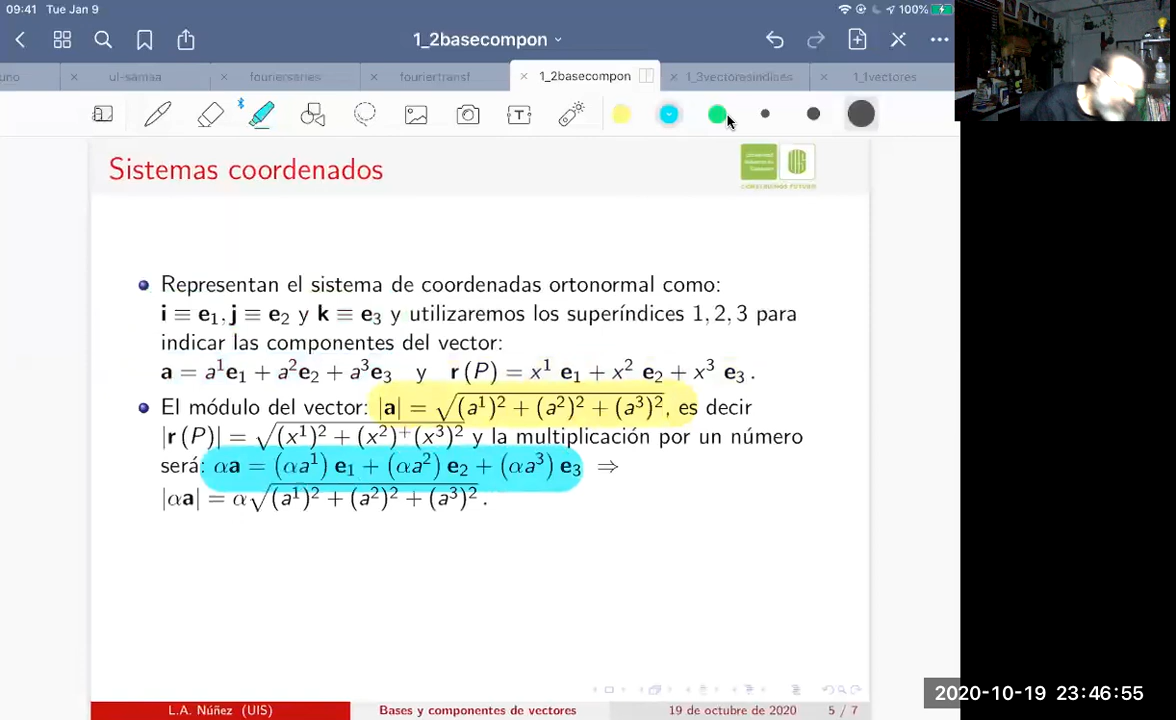 09:41 Tue Jan 9
100%
1_2basecompon
uno
ul-samsa
fourierseries
fouriertransf
1_2basecompon
1_3vectoresindises
1_1vectores
Sistemas coordenados
Representan el sistema de coordenadas ortonormal como:
i ≡ e₁, j ≡ e₂ y k ≡ e₃ y utilizaremos los superíndices 1, 2, 3 para
indicar las componentes del vector:
a = a¹e₁ + a²e₂ + a³e₃ y r (P) = x¹ e₁ + x² e₂ + x³ e₃ .
El módulo del vector: |a| = √(a¹)² + (a²)² + (a³)², es decir
|r (P)| = √(x¹)² + (x²)⁺(x³)² y la multiplicación por un número
será: αa = (αa¹) e₁ + (αa²) e₂ + (αa³) e₃ ⇒
|αa| = α√(a¹)² + (a²)² + (a³)².
L.A. Núñez (UIS)
Bases y componentes de vectores
19 de octubre de 2020
5 / 7
2020-10-19 23:46:55